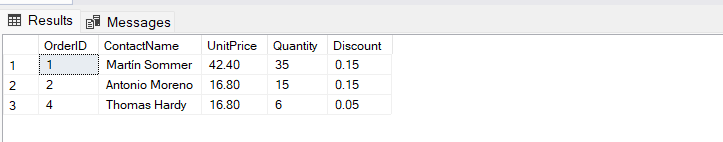 Results Messages
OrderID ContactName UnitPrice Quantity Discount
1 1 Martín Sommer 42.40 35 0.15
2 2 Antonio Moreno 16.80 15 0.15
3 4 Thomas Hardy 16.80 6 0.05